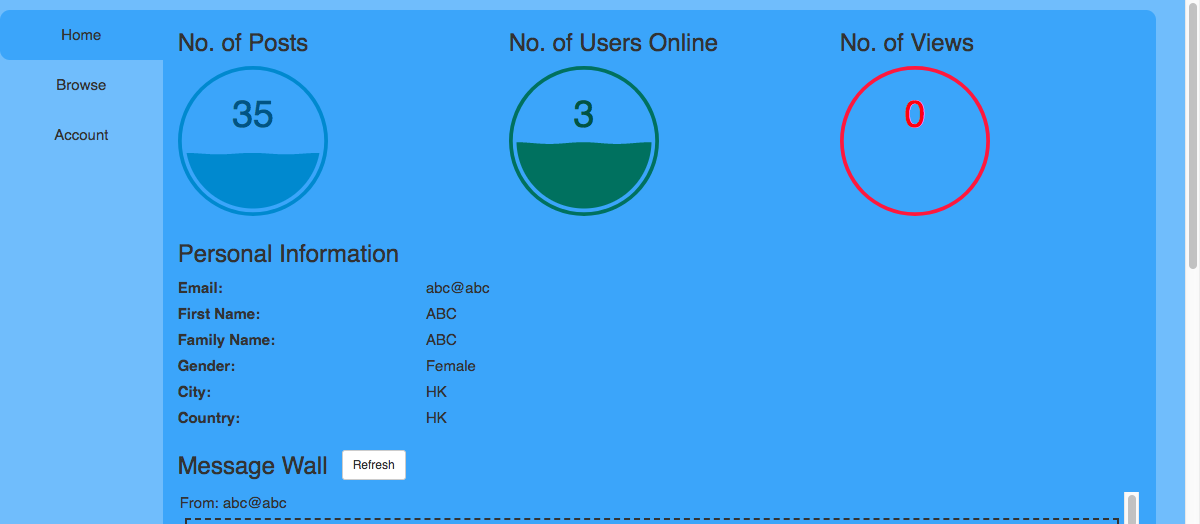 Home
Browse
Account
No. of Posts
35
No. of Users Online
3
No. of Views
0
Personal Information
Email: abc@abc
First Name: ABC
Family Name: ABC
Gender: Female
City: HK
Country: HK
Message Wall Refresh
From: abc@abc